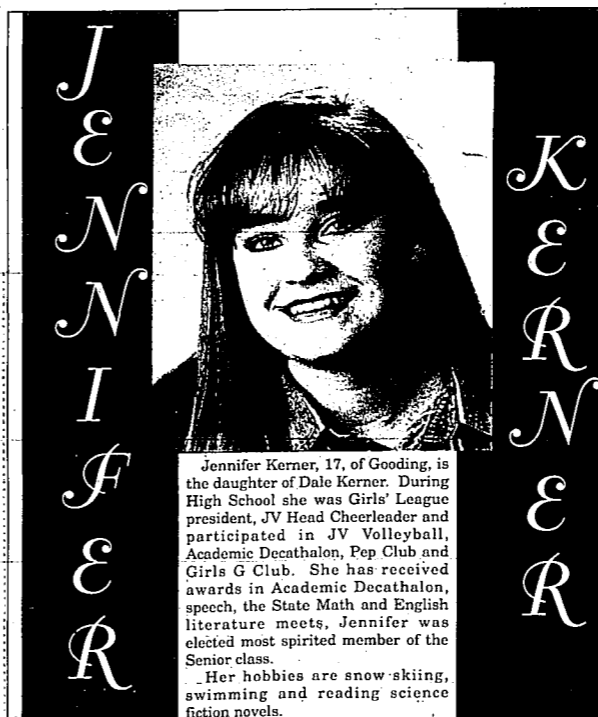 JENNIFER
KERNER
Jennifer Kerner, 17, of Gooding, is
the daughter of Dale Kerner. During
High School she was Girls' League
president, JV Head Cheerleader and
participated in JV Volleyball,
Academic Decathalon, Pep Club and
Girls G Club. She has received
awards in Academic Decathalon,
speech, the State Math and English
literature meets, Jennifer was
elected most spirited member of the
Senior class.
Her hobbies are snow skiing,
swimming and reading science
fiction novels.